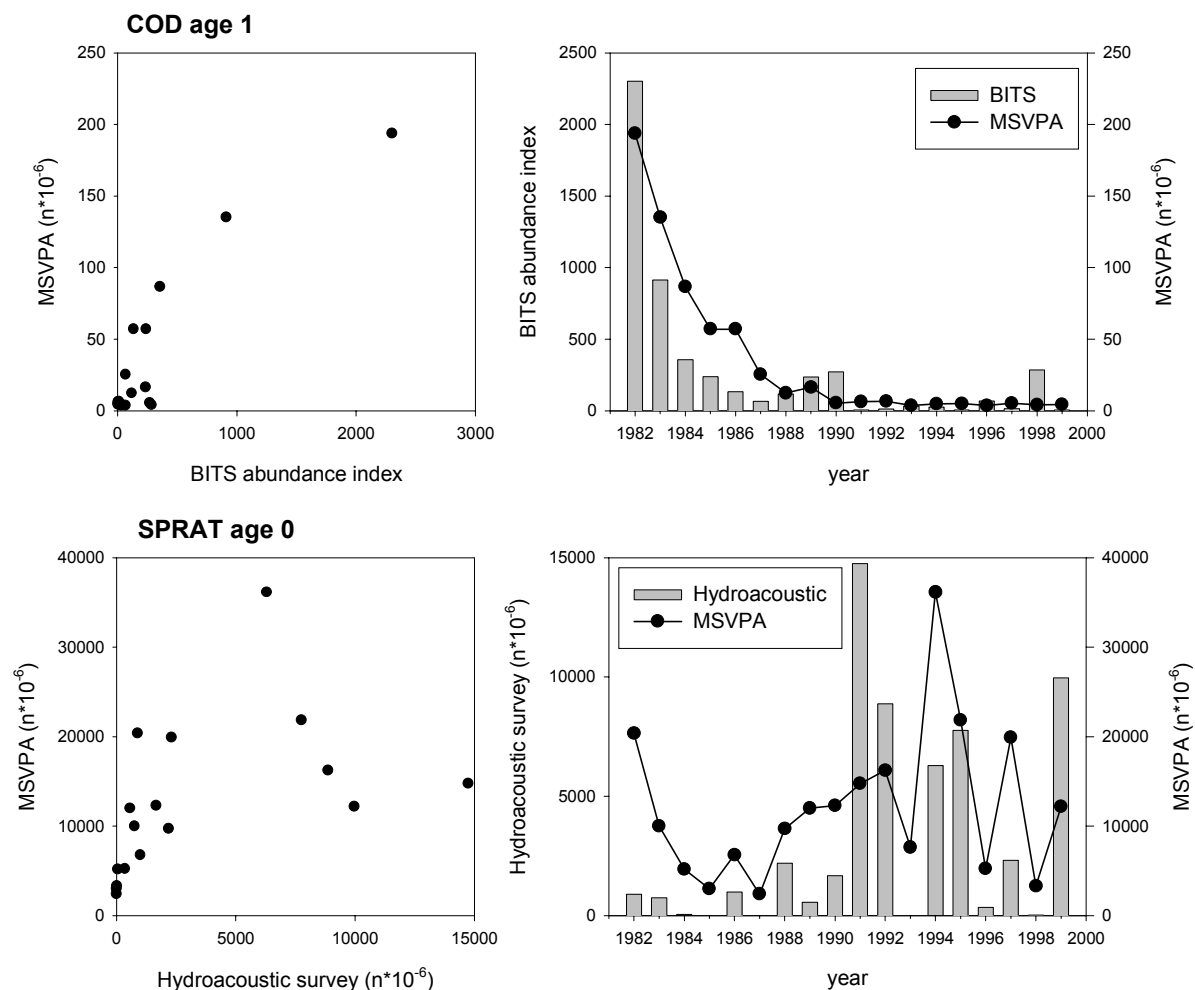 COD age 1
250
200
150
100
50
0
MSVPA (n*10-6)
0 1000 2000 3000
BITS abundance index
2500
2000
1500
1000
500
0
BITS abundance index
BITS
MSVPA
250
200
150
100
50
0
MSVPA (n*10-6)
1982 1984 1986 1988 1990 1992 1994 1996 1998 2000
year
SPRAT age 0
40000
30000
20000
10000
0
MSVPA (n*10-6)
0 5000 10000 15000
Hydroacoustic survey (n*10-6)
15000
10000
5000
0
Hydroacoustic survey (n*10-6)
Hydroacoustic
MSVPA
40000
30000
20000
10000
0
MSVPA (n*10-6)
1982 1984 1986 1988 1990 1992 1994 1996 1998 2000
year